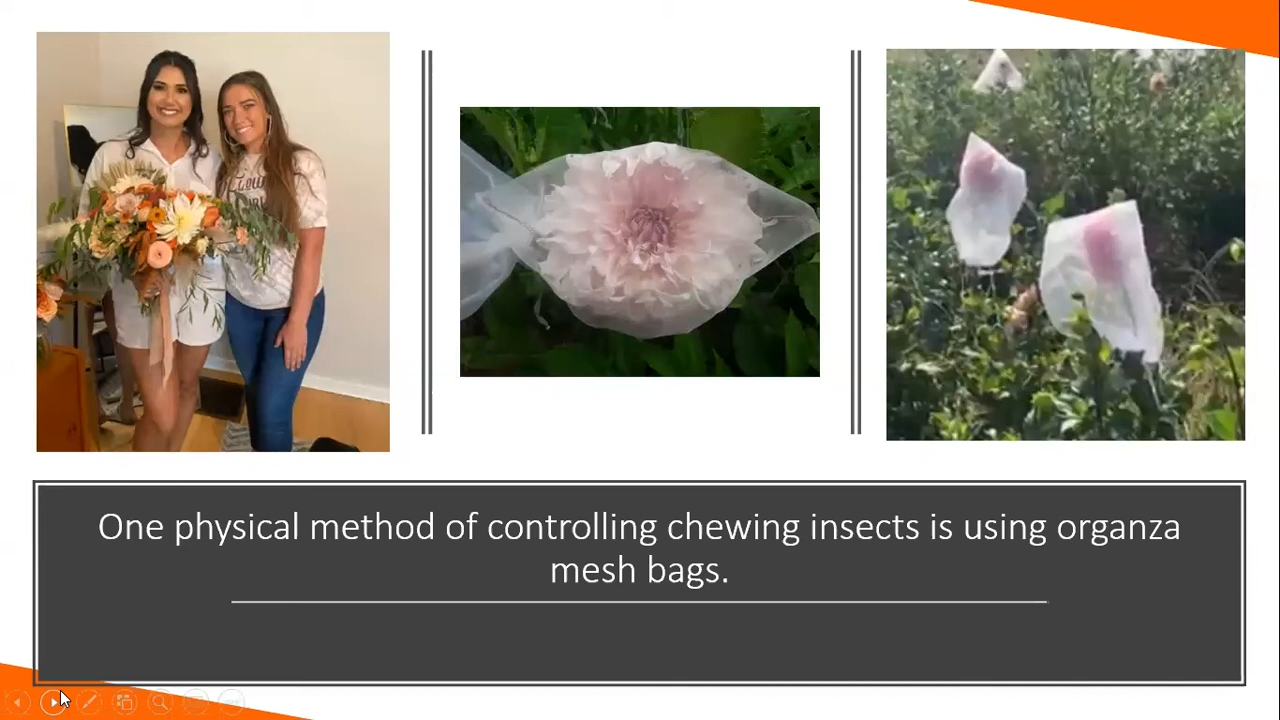 One physical method of controlling chewing insects is using organza
mesh bags.